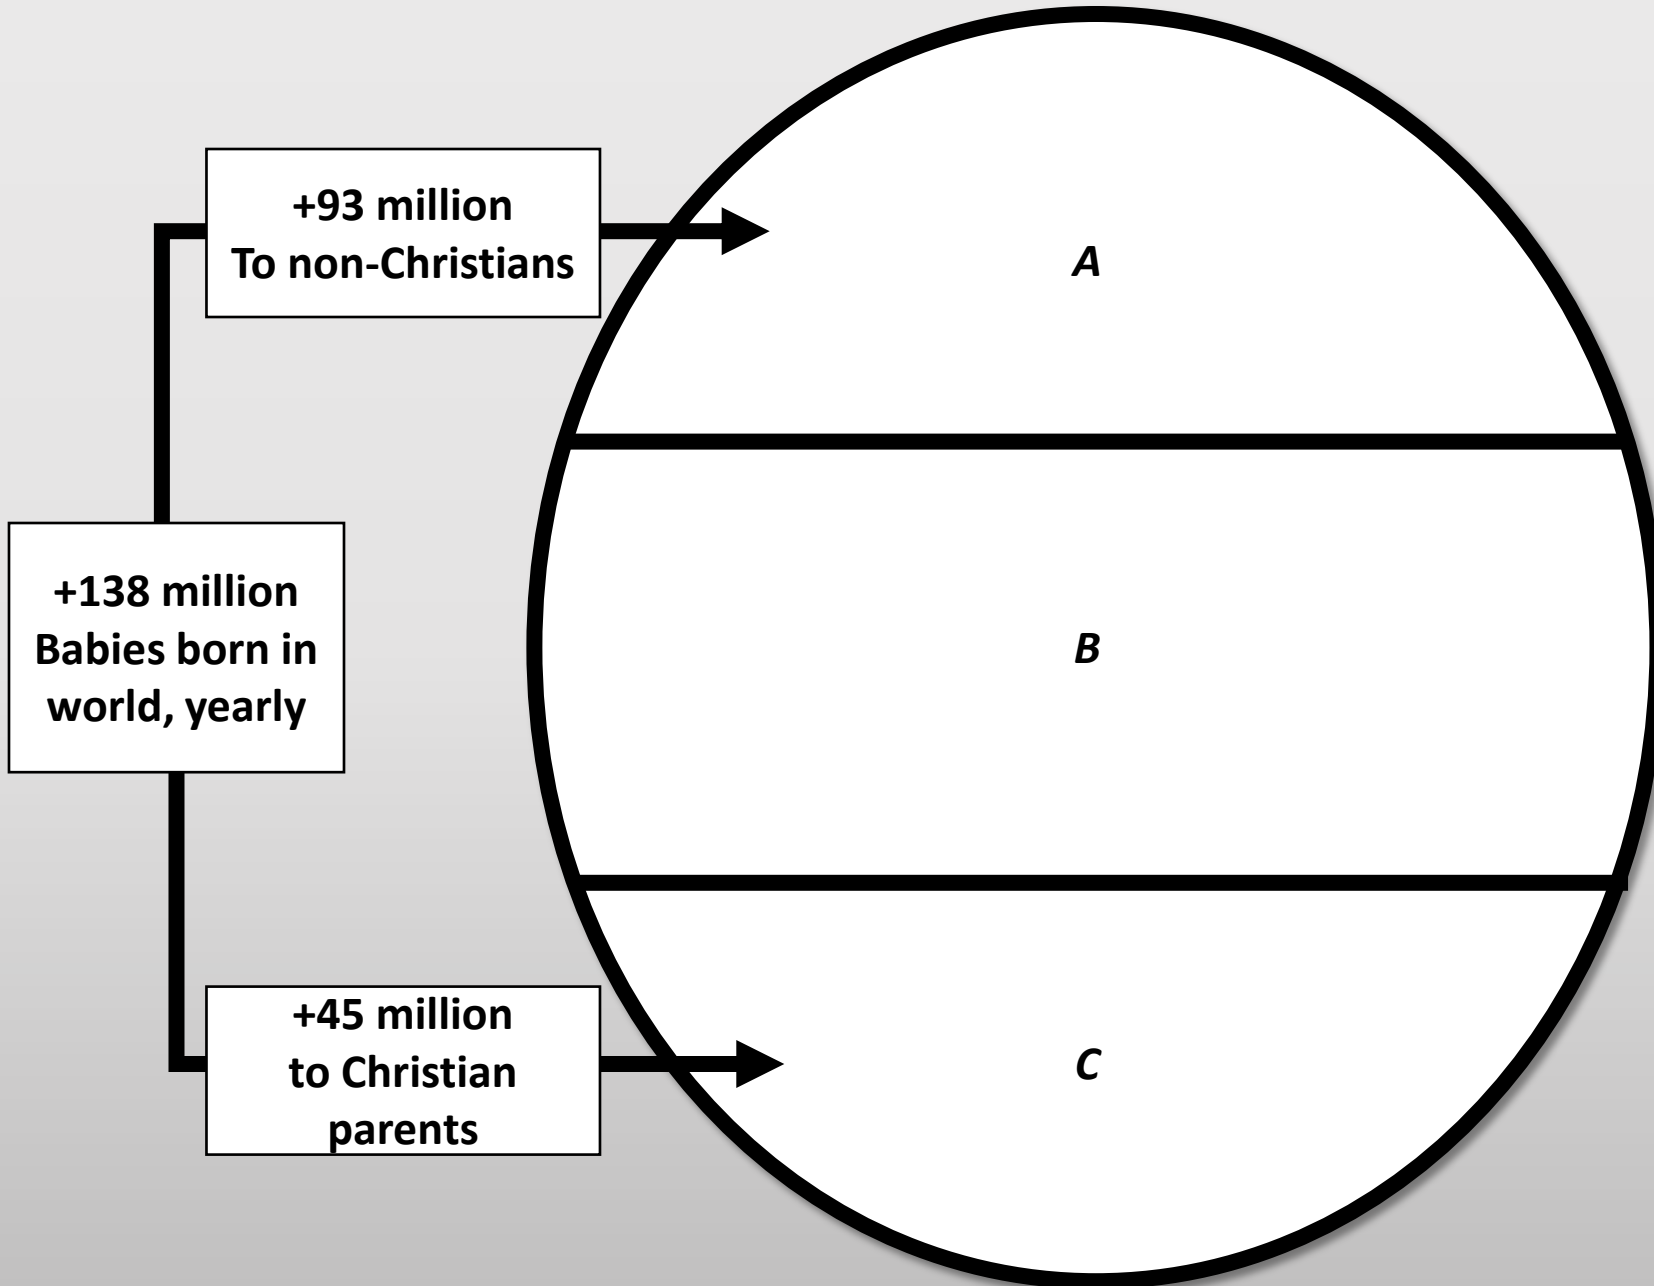 +93 million
To non-Christians
A
+138 million
Babies born in
world, yearly
B
+45 million
to Christian
parents
C